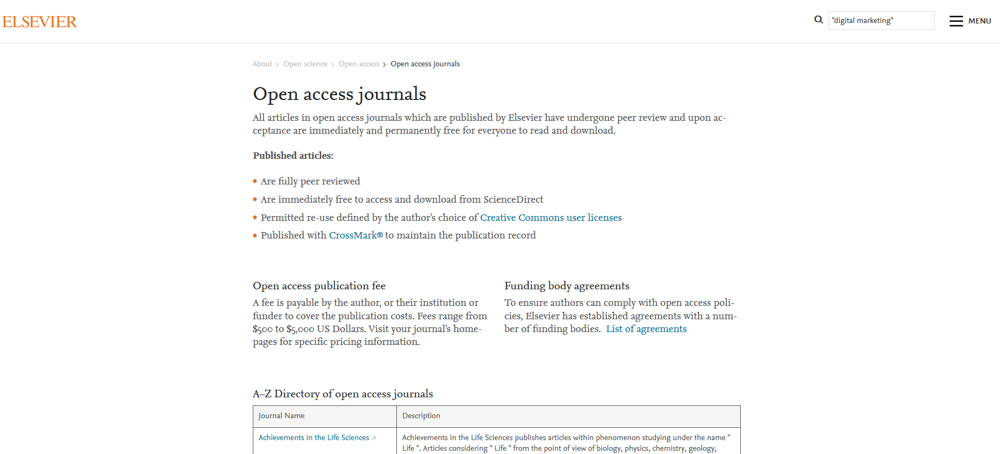 ELSEVIER
"digital marketing"
MENU
About > Open science > Open access > Open access journals
Open access journals
All articles in open access journals which are published by Elsevier have undergone peer review and upon ac-
ceptance are immediately and permanently free for everyone to read and download.
Published articles:
• Are fully peer reviewed
• Are immediately free to access and download from ScienceDirect
• Permitted re-use defined by the author's choice of Creative Commons user licenses
• Published with CrossMark® to maintain the publication record
Open access publication fee
A fee is payable by the author, or their institution or
funder to cover the publication costs. Fees range from
$500 to $5,000 US Dollars. Visit your journal's home-
pages for specific pricing information.
Funding body agreements
To ensure authors can comply with open access poli-
cies, Elsevier has established agreements with a num-
ber of funding bodies. List of agreements
A–Z Directory of open access journals
Journal Name
Description
Achievements in the Life Sciences
Achievements in the Life Sciences publishes articles within phenomenon studying under the name "
Life ". Articles considering " Life " from the point of view of biology, physics, chemistry, geology,